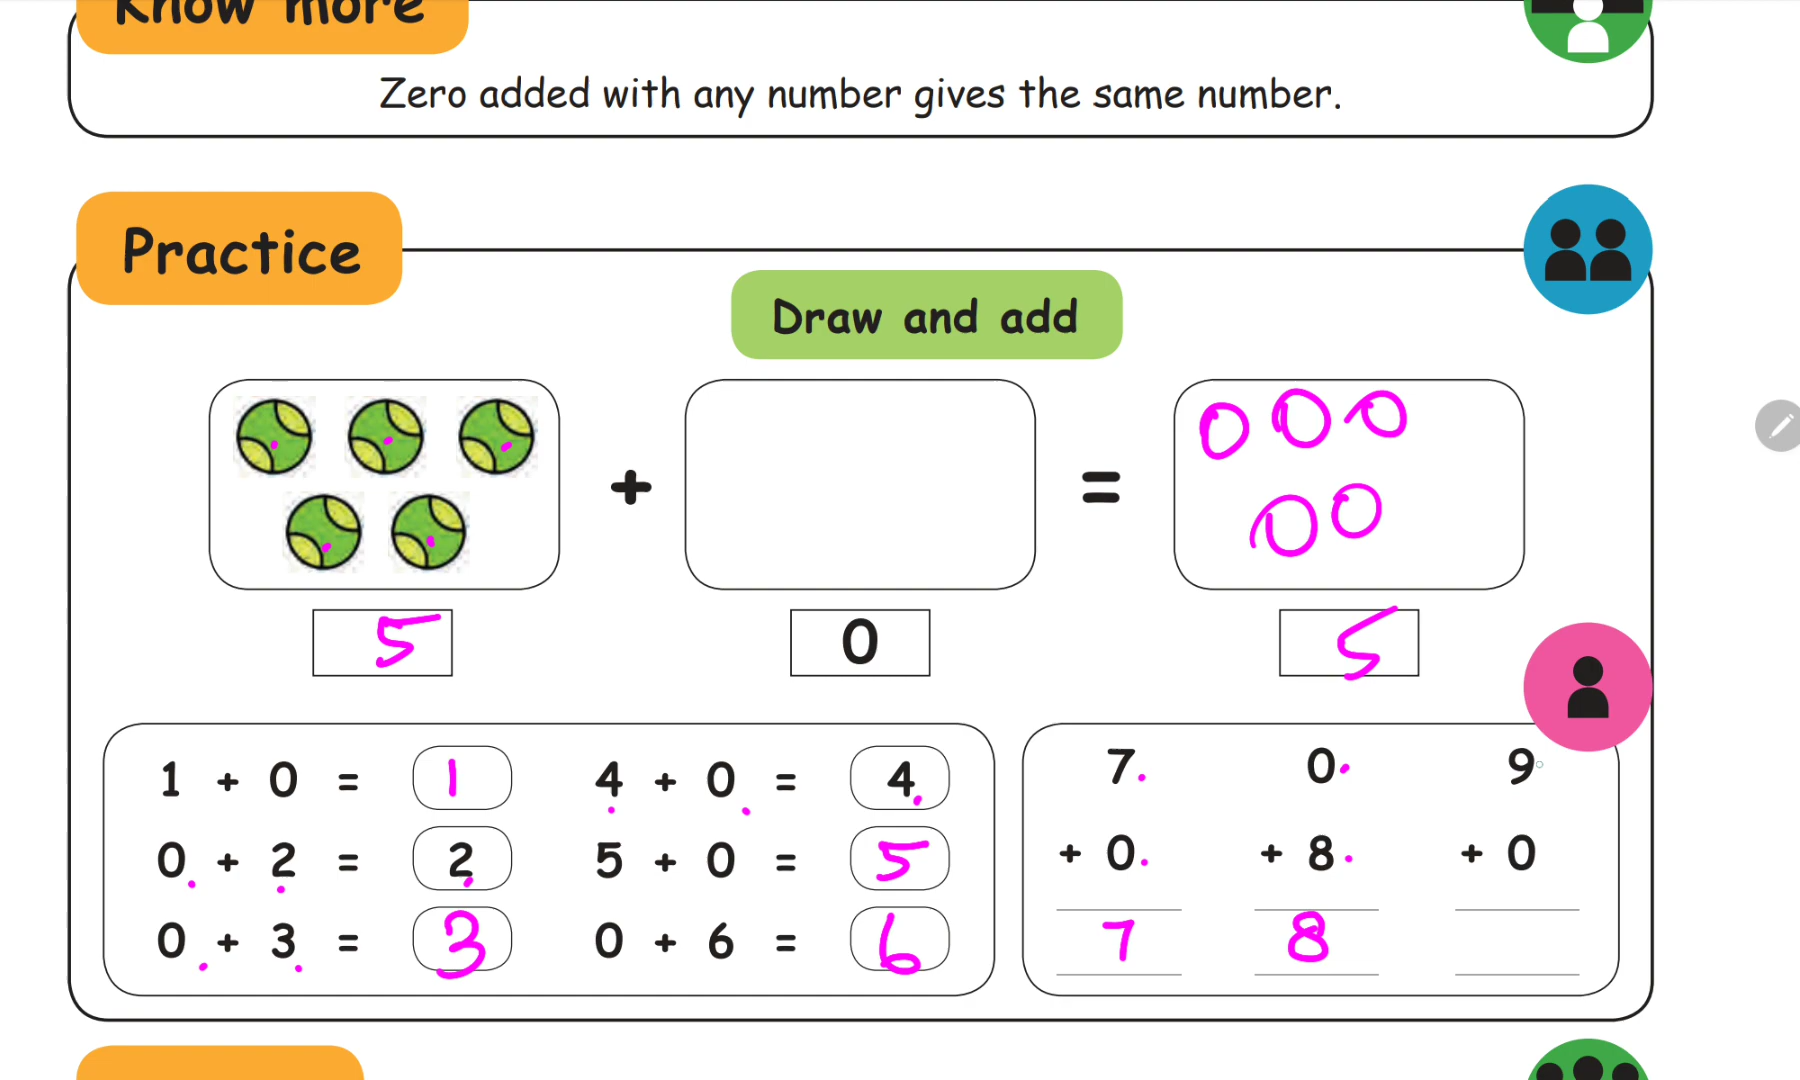 Know more
Zero added with any number gives the same number.
Practice
Draw and add
+ =
5 0 5
1 + 0 = 1 4 + 0 = 4
0 + 2 = 2 5 + 0 = 5
0 + 3 = 3 0 + 6 = 6
7 0 9
+ 0 + 8 + 0
7 8